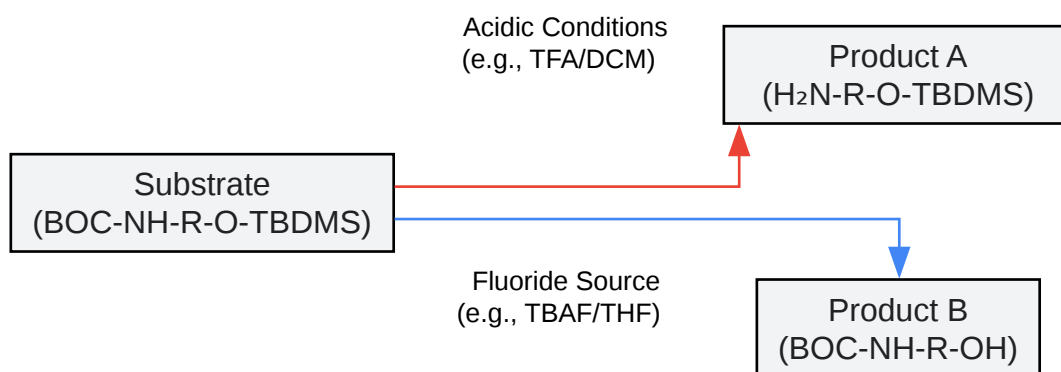 Acidic Conditions
(e.g., TFA/DCM)
Product A
(H₂N-R-O-TBDMS)
Substrate
(BOC-NH-R-O-TBDMS)
Fluoride Source
(e.g., TBAF/THF)
Product B
(BOC-NH-R-OH)